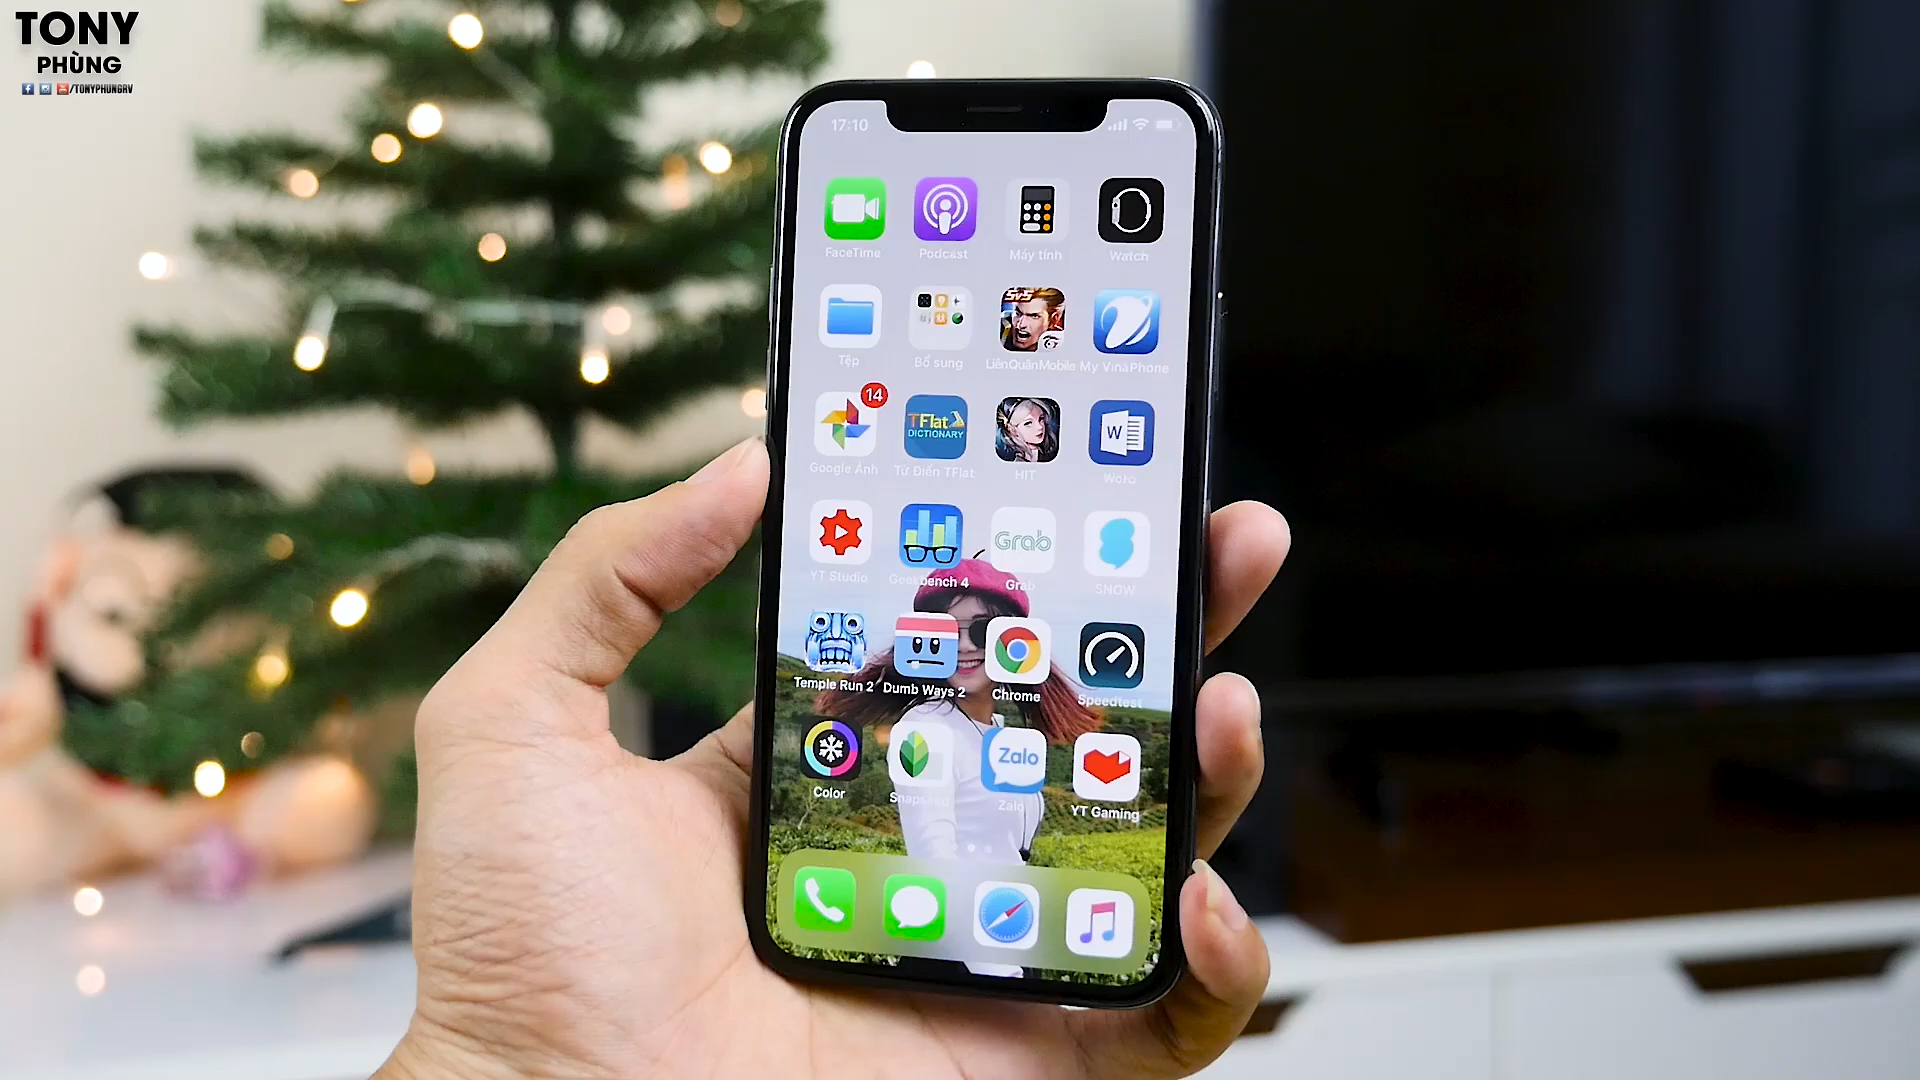 TONY
PHÙNG
/TONYPHUNGRV
17:10
FaceTime
Podcast
Máy tính
Watch
Tệp
Bổ sung
5V5
LiênQuânMobile
My VinaPhone
14
TFlat
DICTIONARY
W
Google Ảnh
Từ Điển TFlat
HIT
Word
Grab
YT Studio
Geekbench 4
Grab
SNOW
Temple Run 2
Dumb Ways 2
Chrome
Speedtest
Zalo
Color
Snapseed
Zalo
YT Gaming